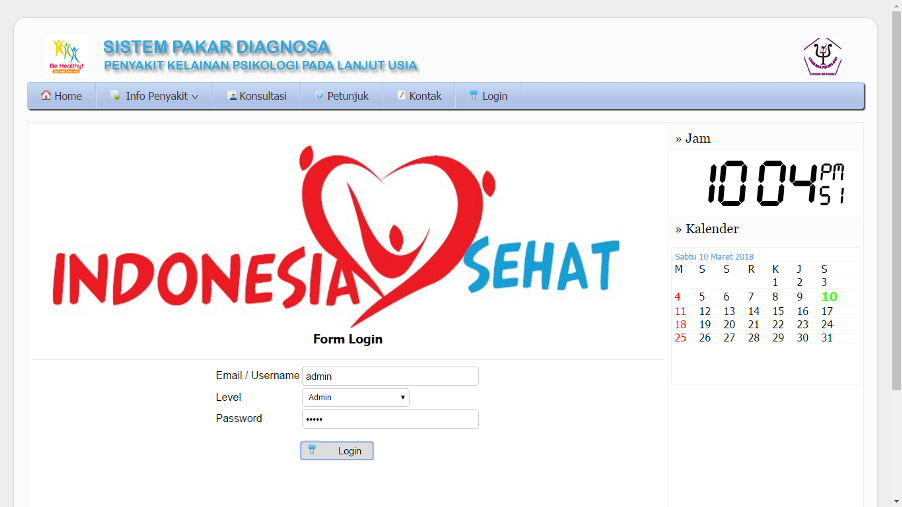 Be Healthy!
SISTEM PAKAR DIAGNOSA
PENYAKIT KELAINAN PSIKOLOGI PADA LANJUT USIA
Home Info Penyakit Konsultasi Petunjuk Kontak Login
INDONESIA SEHAT
Form Login
Email / Username admin
Level Admin
Password •••••
Login
» Jam
10 04 PM 51
» Kalender
Sabtu 10 Maret 2018
M S S R K J S
1 2 3
4 5 6 7 8 9 10
11 12 13 14 15 16 17
18 19 20 21 22 23 24
25 26 27 28 29 30 31